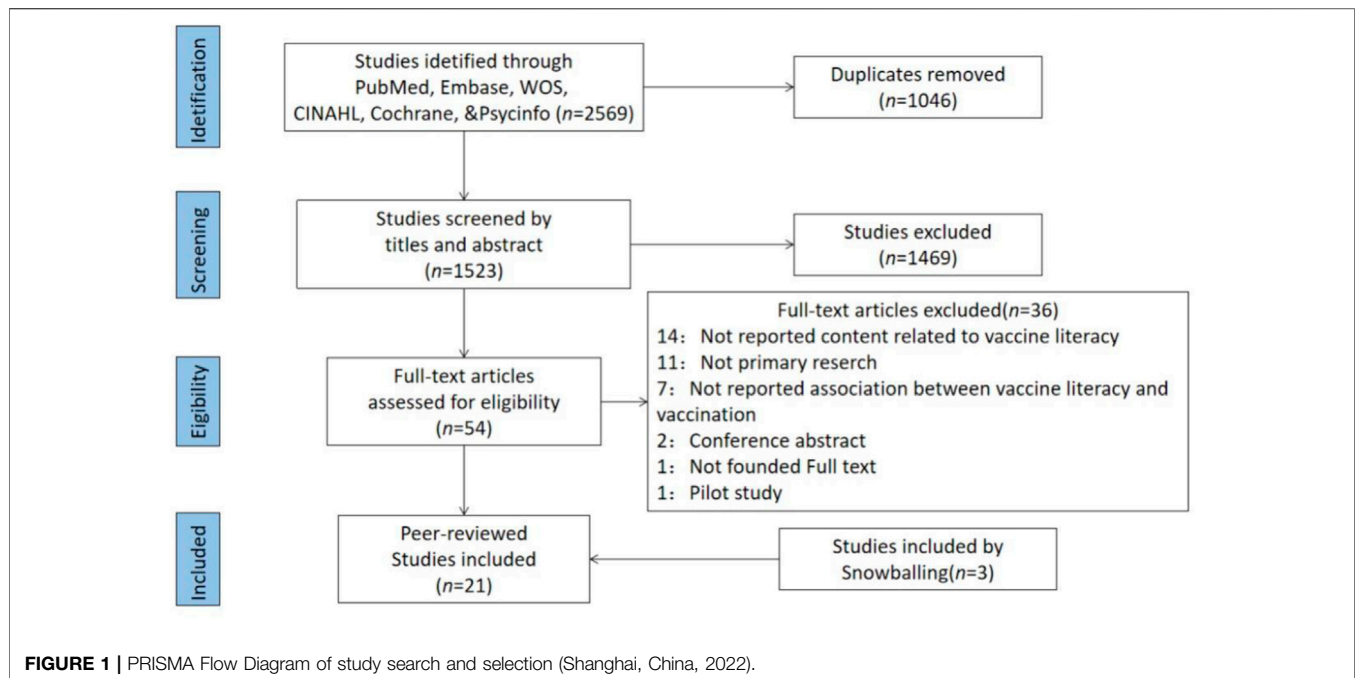 Idetification
Studies idetified through
PubMed, Embase, WOS,
CINAHL, Cochrane, &Psycinfo (n=2569)
Duplicates removed
(n=1046)
Screening
Studies screened by
titles and abstract
(n=1523)
Studies excluded
(n=1469)
Eigibility
Full-text articles
assessed for eligibility
(n=54)
Full-text articles excluded(n=36)
14：Not reported content related to vaccine literacy
11：Not primary reserch
7：Not reported association between vaccine literacy and
vaccination
2：Conference abstract
1：Not founded Full text
1：Pilot study
Included
Peer-reviewed
Studies included
(n=21)
Studies included by
Snowballing(n=3)
FIGURE 1 | PRISMA Flow Diagram of study search and selection (Shanghai, China, 2022).